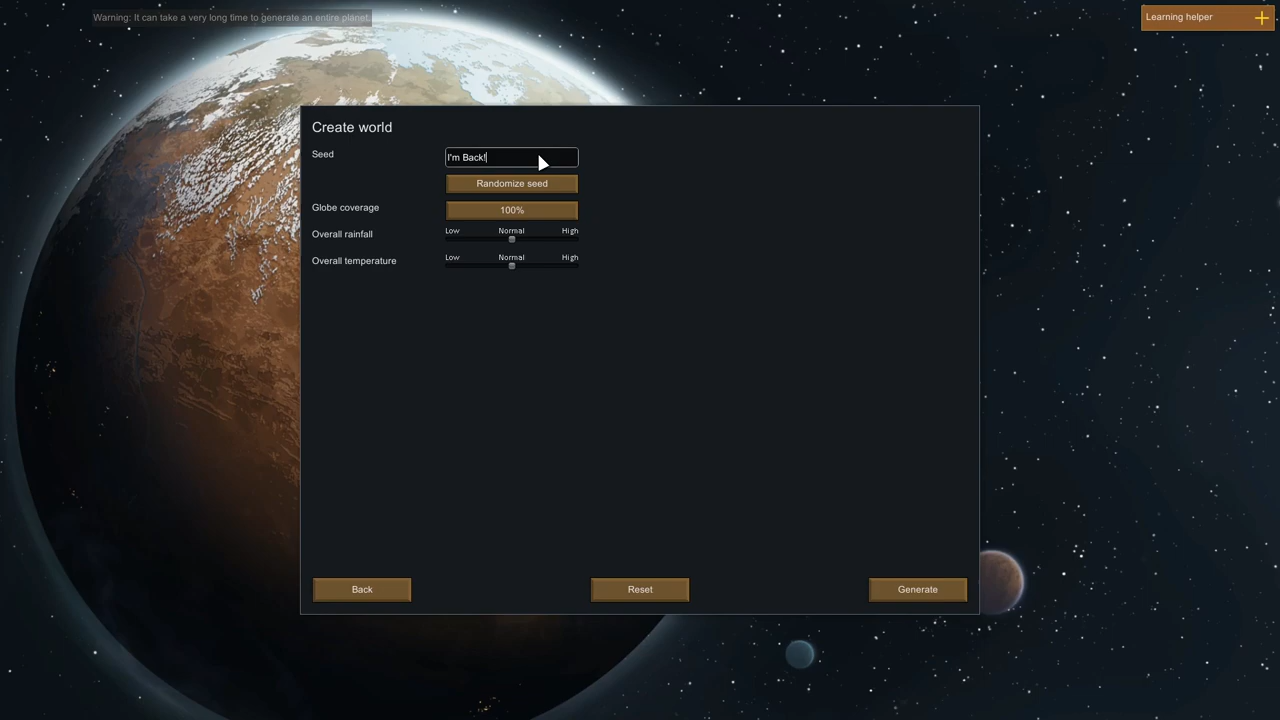 Warning: It can take a very long time to generate an entire planet.
Learning helper
Create world
Seed
I'm Back!
Randomize seed
Globe coverage
100%
Overall rainfall
Low Normal High
Overall temperature
Low Normal High
Back
Reset
Generate